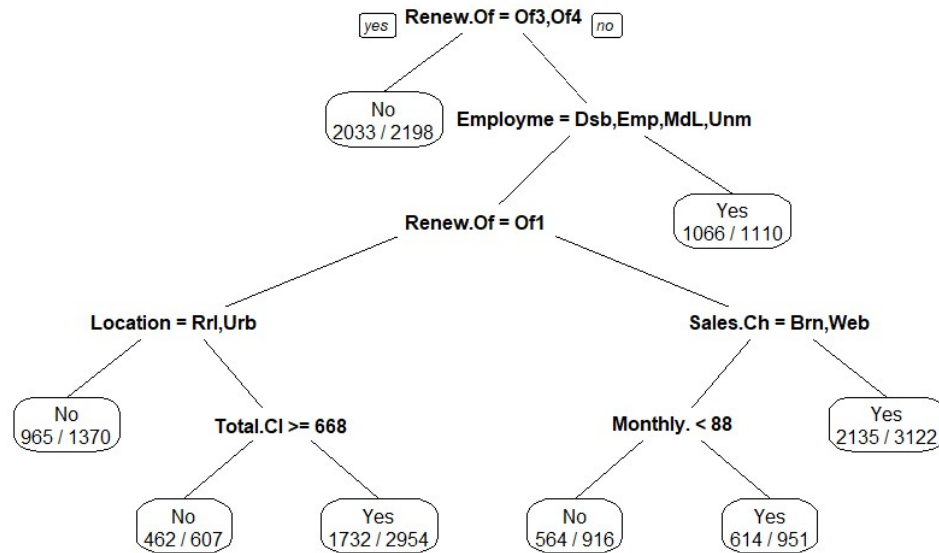 yes Renew.Of = Of3,Of4 no
No
2033 / 2198
Employme = Dsb,Emp,MdL,Unm
Yes
1066 / 1110
Renew.Of = Of1
Location = Rrl,Urb
Sales.Ch = Brn,Web
No
965 / 1370
Total.Cl >= 668
Monthly. < 88
Yes
2135 / 3122
No
462 / 607
Yes
1732 / 2954
No
564 / 916
Yes
614 / 951